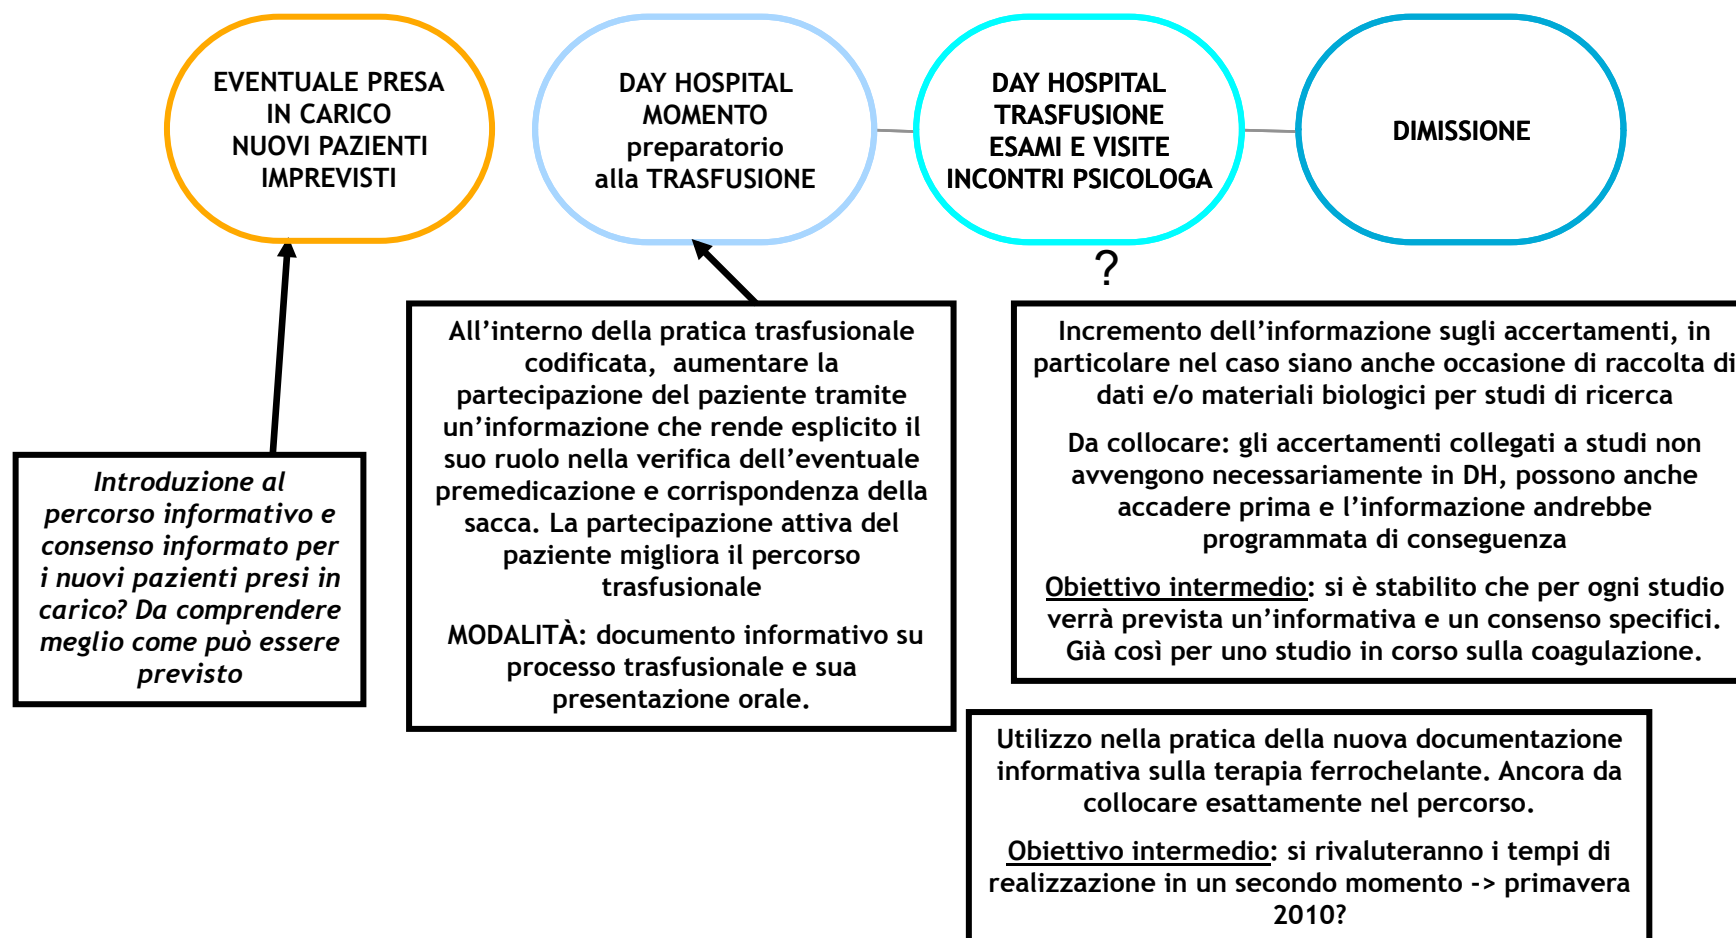 EVENTUALE PRESA
IN CARICO
NUOVI PAZIENTI
IMPREVISTI
DAY HOSPITAL
MOMENTO
preparatorio
alla TRASFUSIONE
DAY HOSPITAL
TRASFUSIONE
ESAMI E VISITE
INCONTRI PSICOLOGA
DIMISSIONE
?
Introduzione al
percorso informativo e
consenso informato per
i nuovi pazienti presi in
carico? Da comprendere
meglio come può essere
previsto
All’interno della pratica trasfusionale
codificata, aumentare la
partecipazione del paziente tramite
un’informazione che rende esplicito il
suo ruolo nella verifica dell’eventuale
premedicazione e corrispondenza della
sacca. La partecipazione attiva del
paziente migliora il percorso
trasfusionale
MODALITÀ: documento informativo su
processo trasfusionale e sua
presentazione orale.
Incremento dell’informazione sugli accertamenti, in
particolare nel caso siano anche occasione di raccolta di
dati e/o materiali biologici per studi di ricerca
Da collocare: gli accertamenti collegati a studi non
avvengono necessariamente in DH, possono anche
accadere prima e l’informazione andrebbe
programmata di conseguenza
Obiettivo intermedio: si è stabilito che per ogni studio
verrà prevista un’informativa e un consenso specifici.
Già così per uno studio in corso sulla coagulazione.
Utilizzo nella pratica della nuova documentazione
informativa sulla terapia ferrochelante. Ancora da
collocare esattamente nel percorso.
Obiettivo intermedio: si rivaluteranno i tempi di
realizzazione in un secondo momento -> primavera
2010?